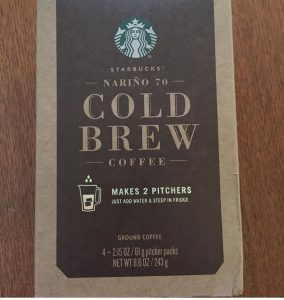 STARBUCKS®
NARIÑO 70
COLD
BREW
COFFEE
MAKES 2 PITCHERS
JUST ADD WATER & STEEP IN FRIDGE
GROUND COFFEE
4 – 2.15 OZ / 61 g pitcher packs
NET WT 8.6 OZ / 243 g